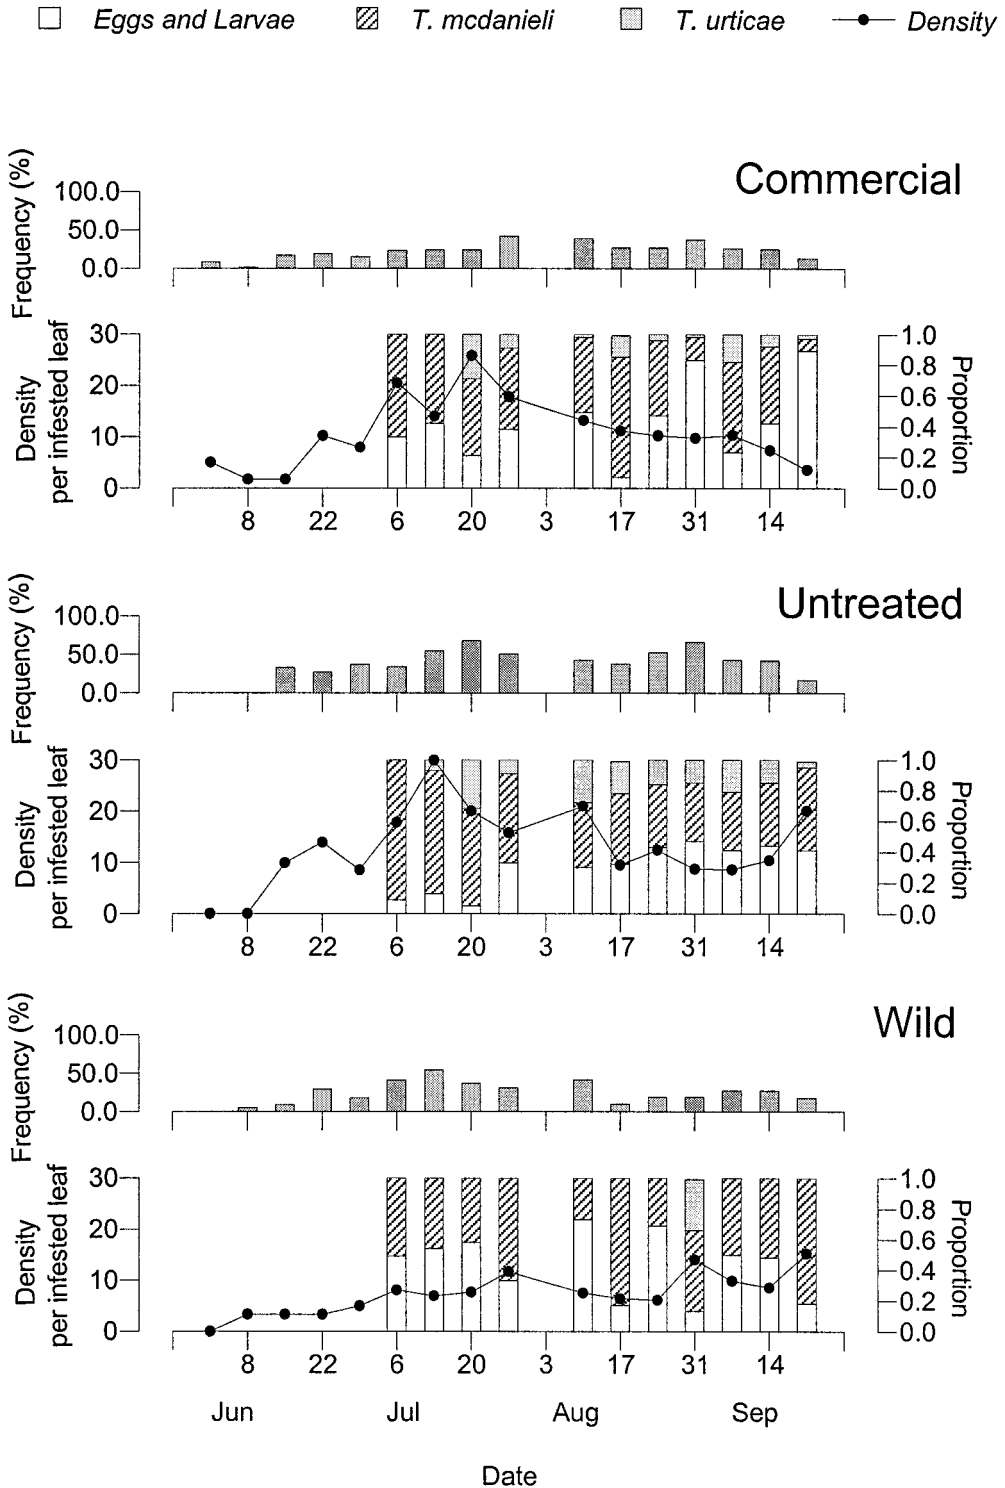 Eggs and Larvae T. mcdanieli T. urticae Density
Commercial
Frequency (%)
100.0
50.0
0.0
Density
per infested leaf
30
20
10
0
Proportion
1.0
0.8
0.6
0.4
0.2
0.0
8 22 6 20 3 17 31 14
Untreated
Frequency (%)
100.0
50.0
0.0
Density
per infested leaf
30
20
10
0
Proportion
1.0
0.8
0.6
0.4
0.2
0.0
8 22 6 20 3 17 31 14
Wild
Frequency (%)
100.0
50.0
0.0
Density
per infested leaf
30
20
10
0
Proportion
1.0
0.8
0.6
0.4
0.2
0.0
8 22 6 20 3 17 31 14
Jun Jul Aug Sep
Date